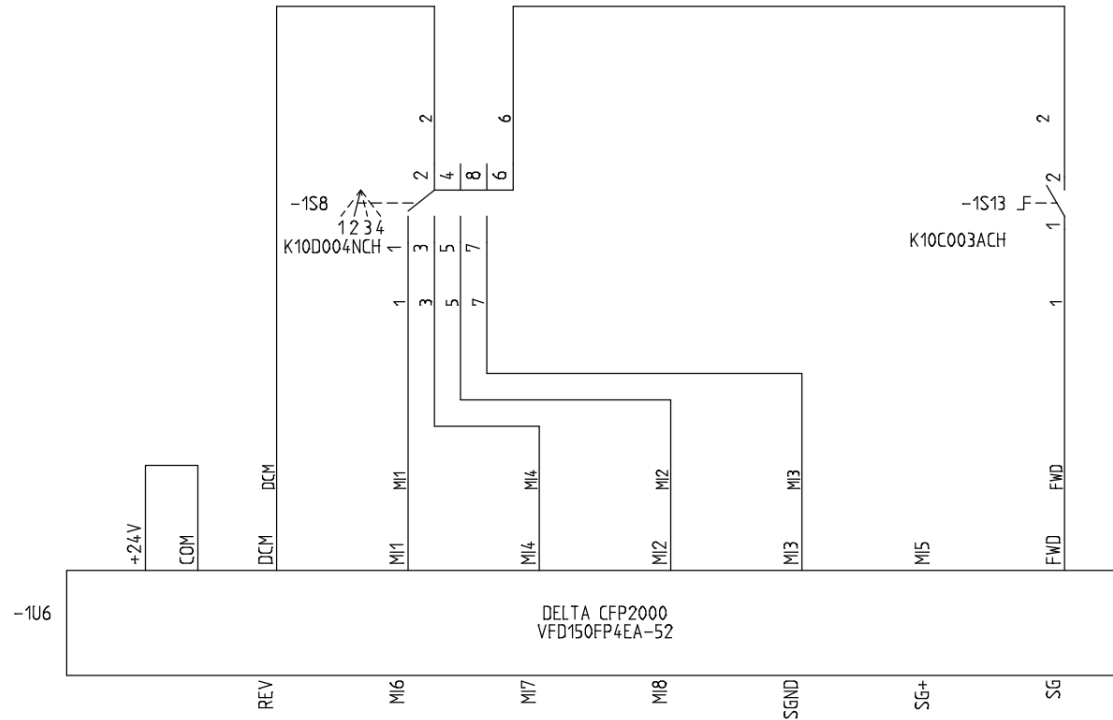 2
6
2
2
4
8
6
2
-1S8
1 2 3 4
K10D004NCH
1
3
5
7
-1S13
K10C003ACH
1
1
3
5
7
1
DCM
MI1
MI4
MI2
MI3
FWD
+24V
COM
DCM
MI1
MI4
MI2
MI3
MI5
FWD
-1U6
DELTA CFP2000
VFD150FP4EA-52
REV
MI6
MI7
MI8
SGND
SG+
SG